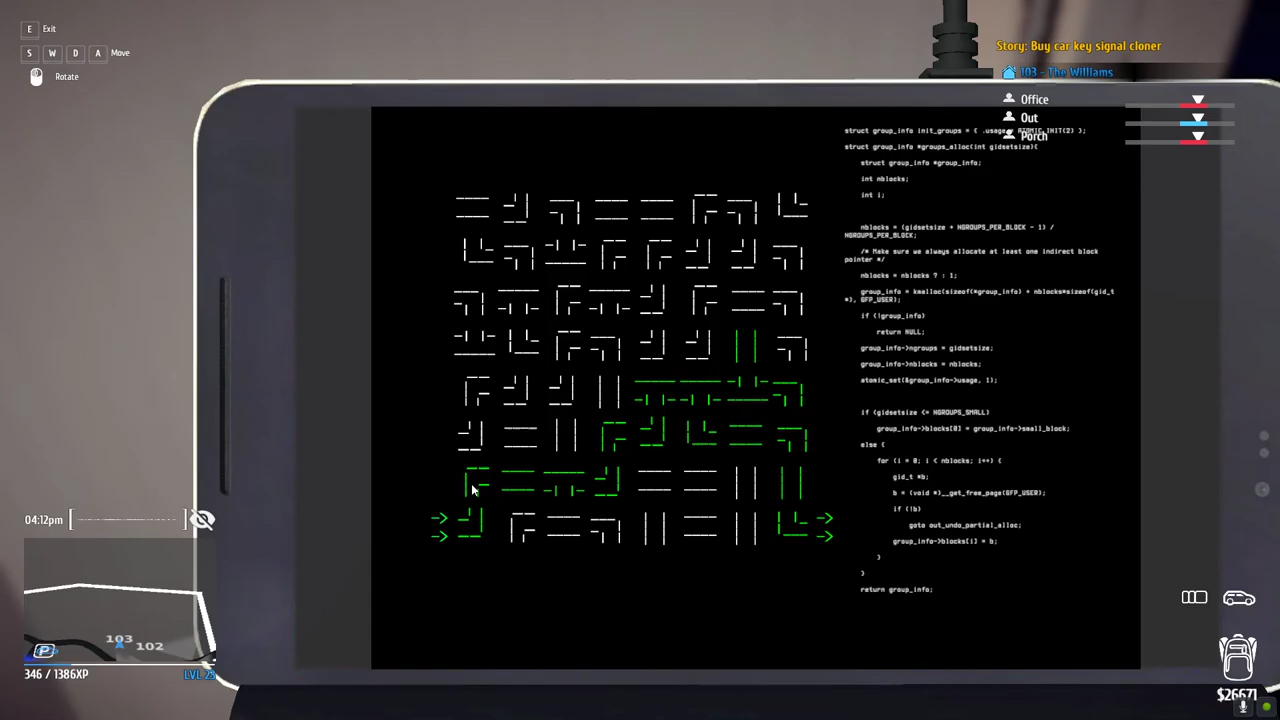 E Exit
S W D A Move
Rotate
Story: Buy car key signal cloner
103 - The Williams
Office
Out
Porch
struct group_info init_groups = { .usage = ATOMIC_INIT(2) };
struct group_info *groups_alloc(int gidsetsize){
struct group_info *group_info;
int nblocks;
int i;
nblocks = (gidsetsize + NGROUPS_PER_BLOCK - 1) /
NGROUPS_PER_BLOCK;
/* Make sure we always allocate at least one indirect block
pointer */
nblocks = nblocks ? : 1;
group_info = kmalloc(sizeof(*group_info) + nblocks*sizeof(gid_t
*), GFP_USER);
if (!group_info)
return NULL;
group_info->ngroups = gidsetsize;
group_info->nblocks = nblocks;
atomic_set(&group_info->usage, 1);
if (gidsetsize <= NGROUPS_SMALL)
group_info->blocks[0] = group_info->small_block;
else {
for (i = 0; i < nblocks; i++) {
gid_t *b;
b = (void *)__get_free_page(GFP_USER);
if (!b)
goto out_undo_partial_alloc;
group_info->blocks[i] = b;
}
}
return group_info;
04:12pm
103
102
P
346 / 1386XP
LVL 23
$26671